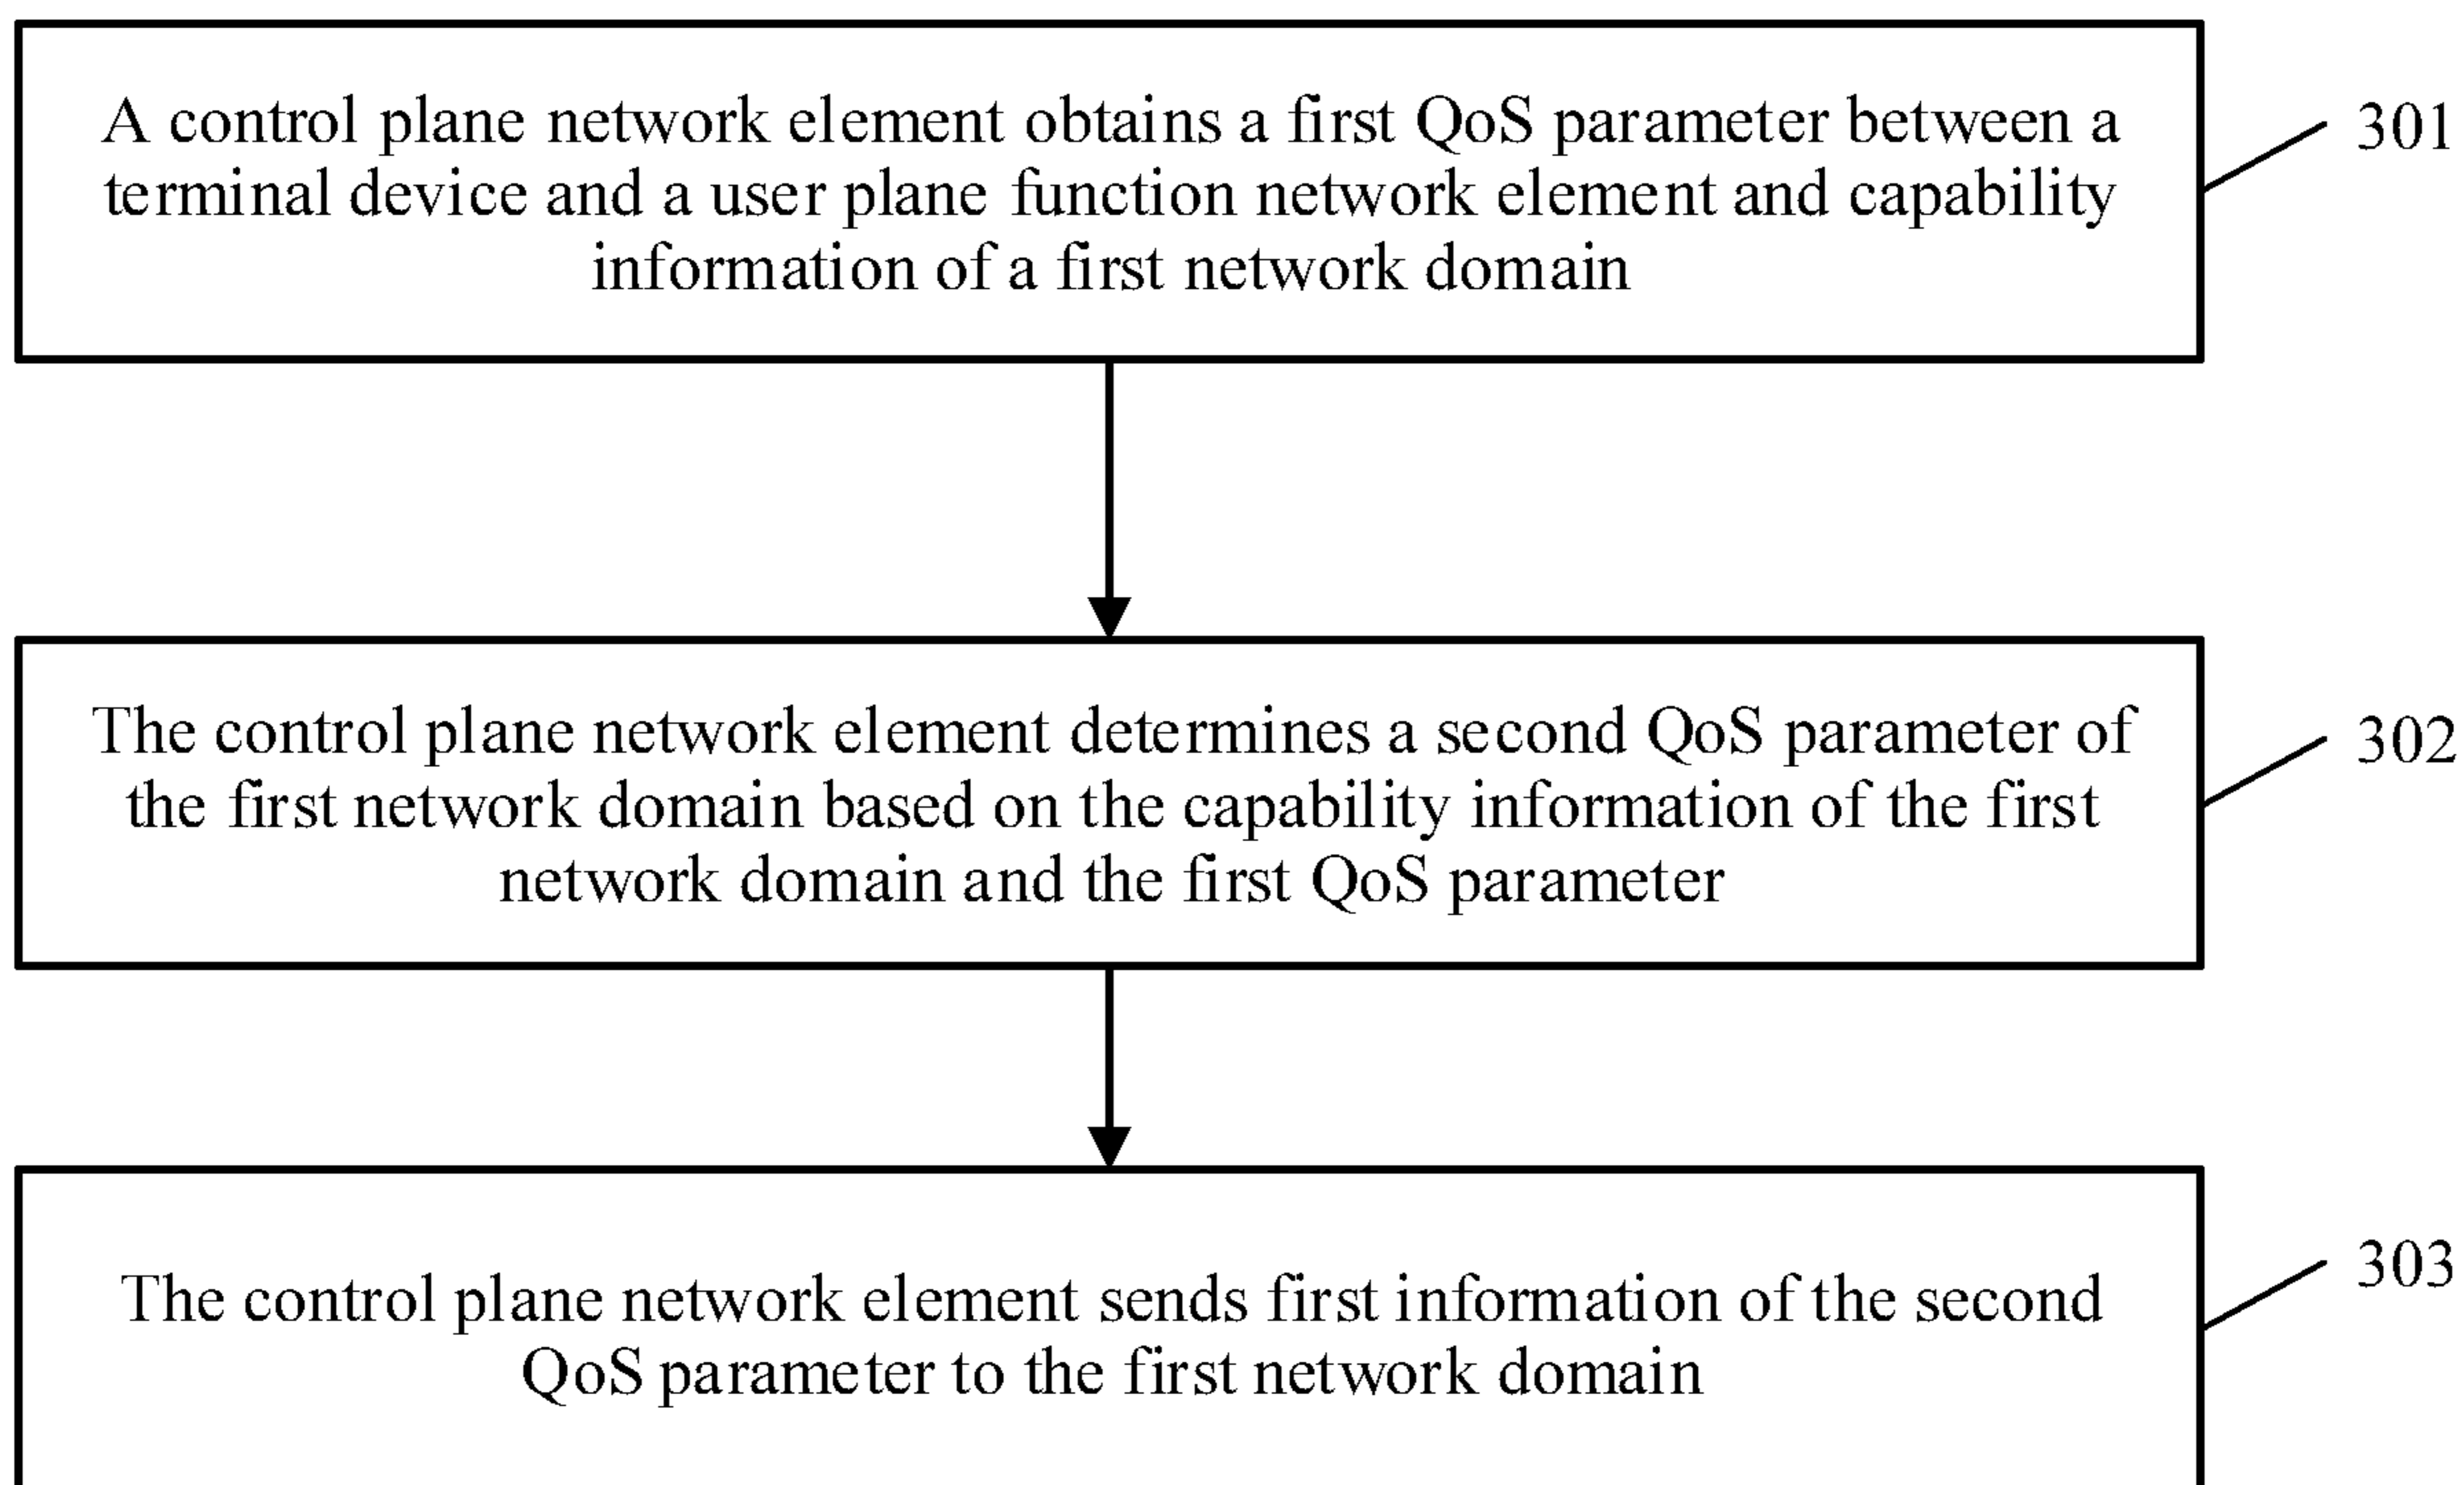 A control plane network element obtains a first QoS parameter between a
terminal device and a user plane function network element and capability
information of a first network domain
301
The control plane network element determines a second QoS parameter of
the first network domain based on the capability information of the first
network domain and the first QoS parameter
302
The control plane network element sends first information of the second
QoS parameter to the first network domain
303